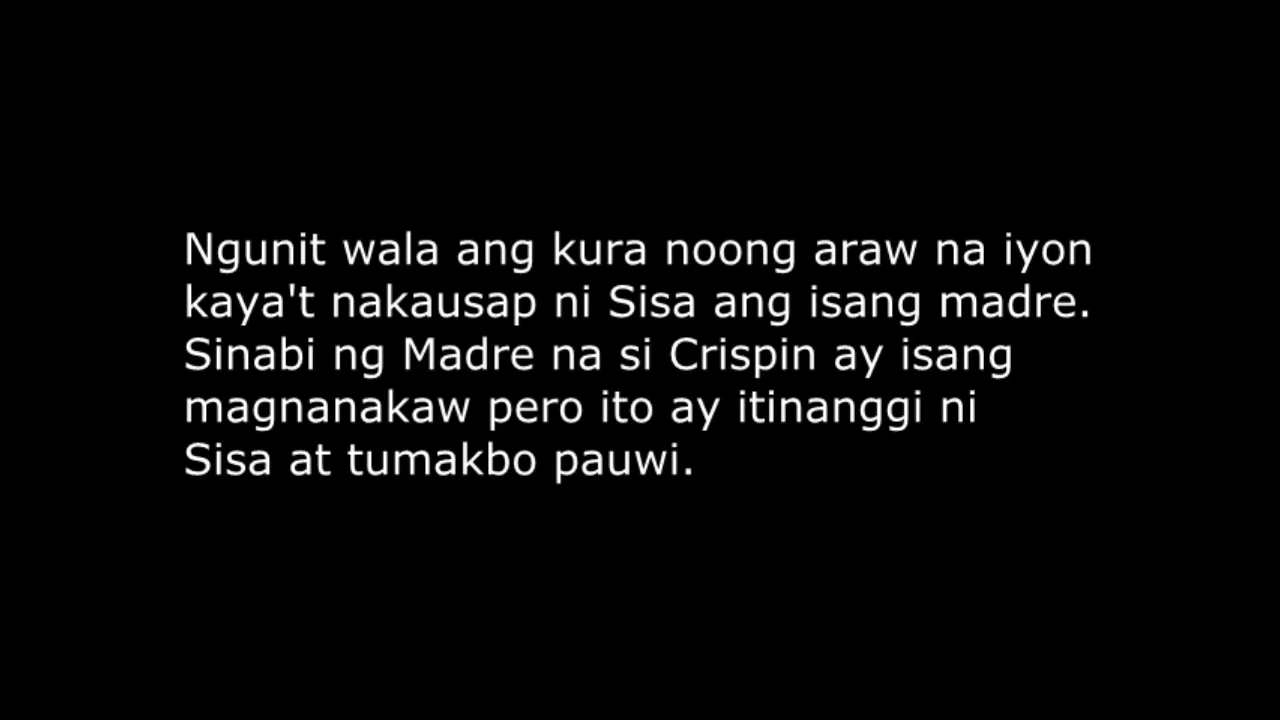 Ngunit wala ang kura noong araw na iyon
kaya't nakausap ni Sisa ang isang madre.
Sinabi ng Madre na si Crispin ay isang
magnanakaw pero ito ay itinanggi ni
Sisa at tumakbo pauwi.